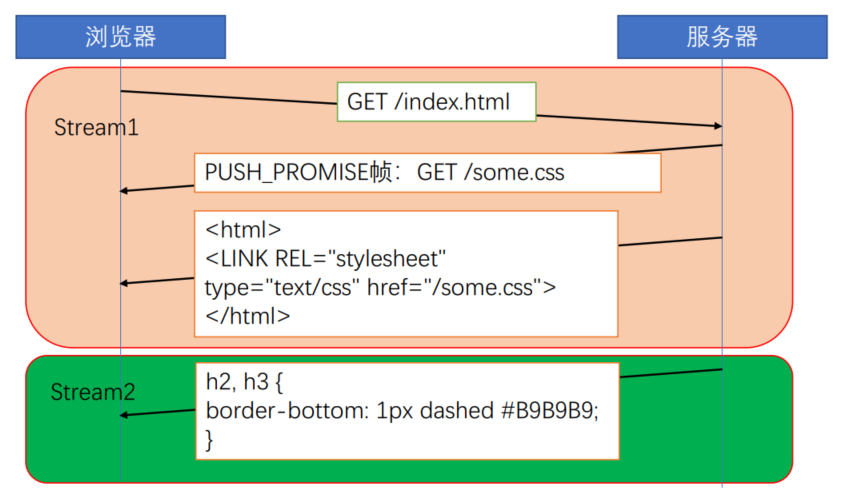 浏览器
服务器
Stream1
GET /index.html
PUSH_PROMISE帧：GET /some.css
<html>
<LINK REL="stylesheet"
type="text/css" href="/some.css">
</html>
Stream2
h2, h3 {
border-bottom: 1px dashed #B9B9B9;
}